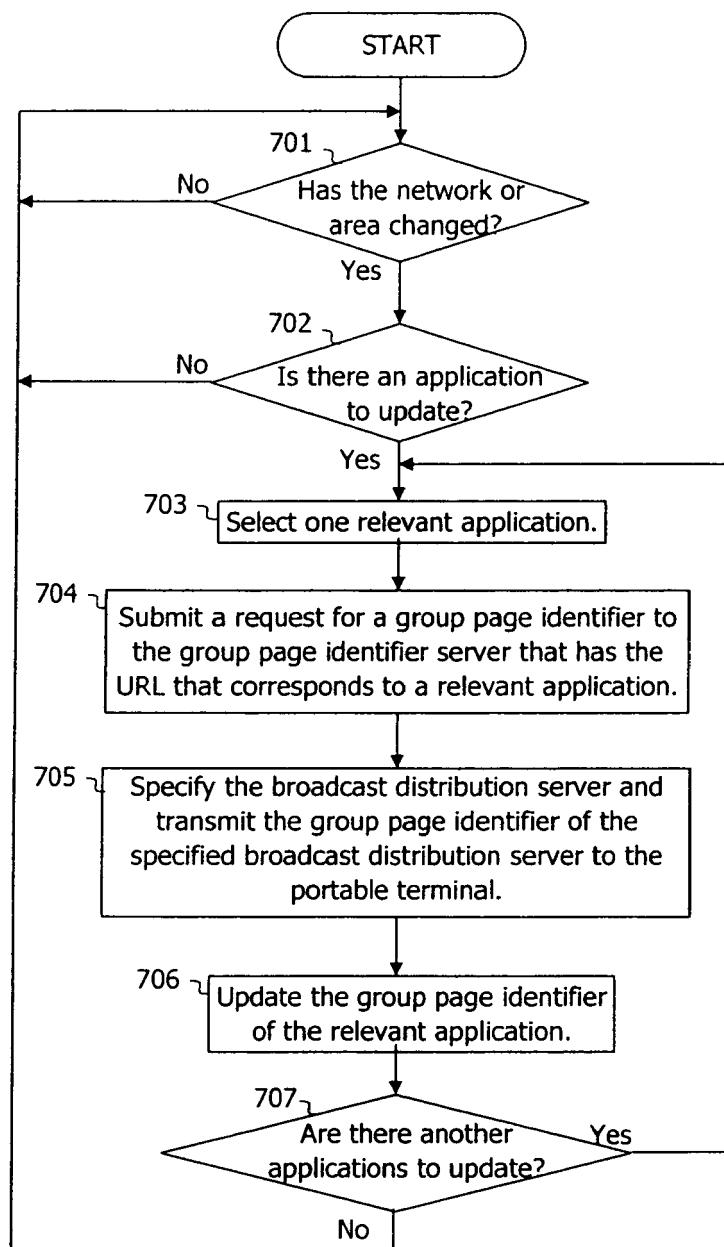 START
701
No
Has the network or
area changed?
Yes
702
No
Is there an application
to update?
Yes
703
Select one relevant application.
704
Submit a request for a group page identifier to
the group page identifier server that has the
URL that corresponds to a relevant application.
705
Specify the broadcast distribution server and
transmit the group page identifier of the
specified broadcast distribution server to the
portable terminal.
706
Update the group page identifier
of the relevant application.
707
Are there another
applications to update?
Yes
No